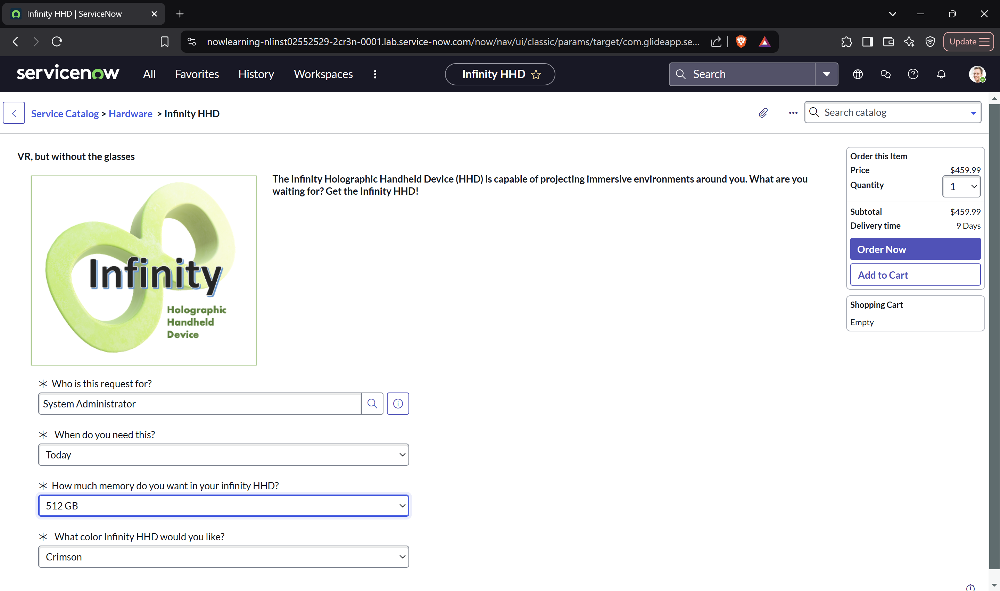 Infinity HHD | ServiceNow
nowlearning-nlinst02552529-2cr3n-0001.lab.service-now.com/now/nav/ui/classic/params/target/com.glideapp.se...
Update
servicenow
All
Favorites
History
Workspaces
Infinity HHD
Search
Service Catalog > Hardware > Infinity HHD
Search catalog
VR, but without the glasses
The Infinity Holographic Handheld Device (HHD) is capable of projecting immersive environments around you. What are you
waiting for? Get the Infinity HHD!
Infinity
Holographic
Handheld
Device
Order this Item
Price $459.99
Quantity 1
Subtotal $459.99
Delivery time 9 Days
Order Now
Add to Cart
Shopping Cart
Empty
* Who is this request for?
System Administrator
* When do you need this?
Today
* How much memory do you want in your infinity HHD?
512 GB
* What color Infinity HHD would you like?
Crimson